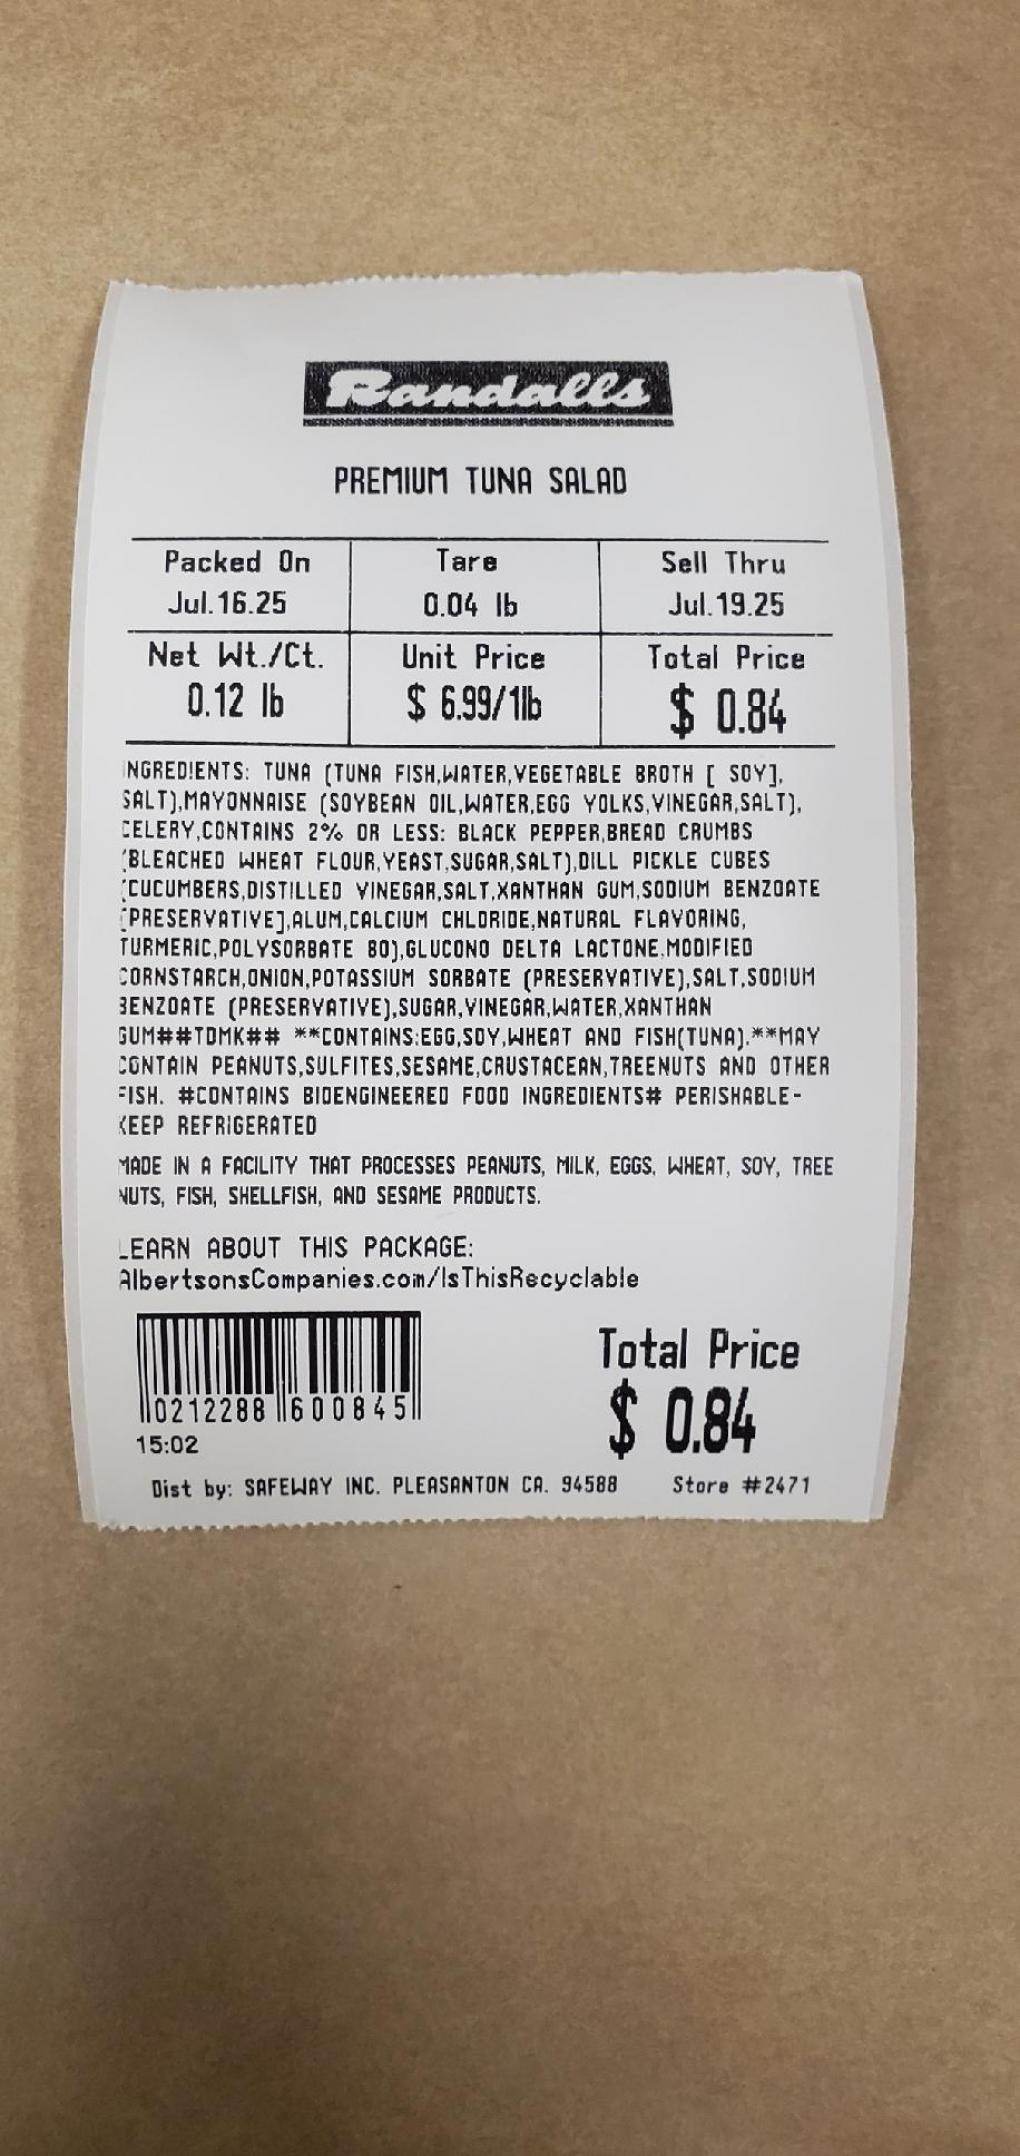 Randalls
PREMIUM TUNA SALAD
Packed On Tare Sell Thru
Jul.16.25 0.04 lb Jul.19.25
Net Wt./Ct. Unit Price Total Price
0.12 lb $ 6.99/1lb $ 0.84
INGREDIENTS: TUNA (TUNA FISH,WATER,VEGETABLE BROTH [ SOY],
SALT),MAYONNAISE (SOYBEAN OIL,WATER,EGG YOLKS,VINEGAR,SALT),
CELERY,CONTAINS 2% OR LESS: BLACK PEPPER,BREAD CRUMBS
(BLEACHED WHEAT FLOUR,YEAST,SUGAR,SALT),DILL PICKLE CUBES
(CUCUMBERS,DISTILLED VINEGAR,SALT,XANTHAN GUM,SODIUM BENZOATE
[PRESERVATIVE],ALUM,CALCIUM CHLORIDE,NATURAL FLAVORING,
TURMERIC,POLYSORBATE 80),GLUCONO DELTA LACTONE,MODIFIED
CORNSTARCH,ONION,POTASSIUM SORBATE (PRESERVATIVE),SALT,SODIUM
BENZOATE (PRESERVATIVE),SUGAR,VINEGAR,WATER,XANTHAN
GUM##TDMK## **CONTAINS:EGG,SOY,WHEAT AND FISH(TUNA).**MAY
CONTAIN PEANUTS,SULFITES,SESAME,CRUSTACEAN,TREENUTS AND OTHER
FISH. #CONTAINS BIOENGINEERED FOOD INGREDIENTS# PERISHABLE-
KEEP REFRIGERATED
MADE IN A FACILITY THAT PROCESSES PEANUTS, MILK, EGGS, WHEAT, SOY, TREE
NUTS, FISH, SHELLFISH, AND SESAME PRODUCTS.
LEARN ABOUT THIS PACKAGE:
AlbertsonsCompanies.com/IsThisRecyclable
Total Price
$ 0.84
0212288 600845
15:02
Dist by: SAFEWAY INC. PLEASANTON CA. 94588 Store #2471